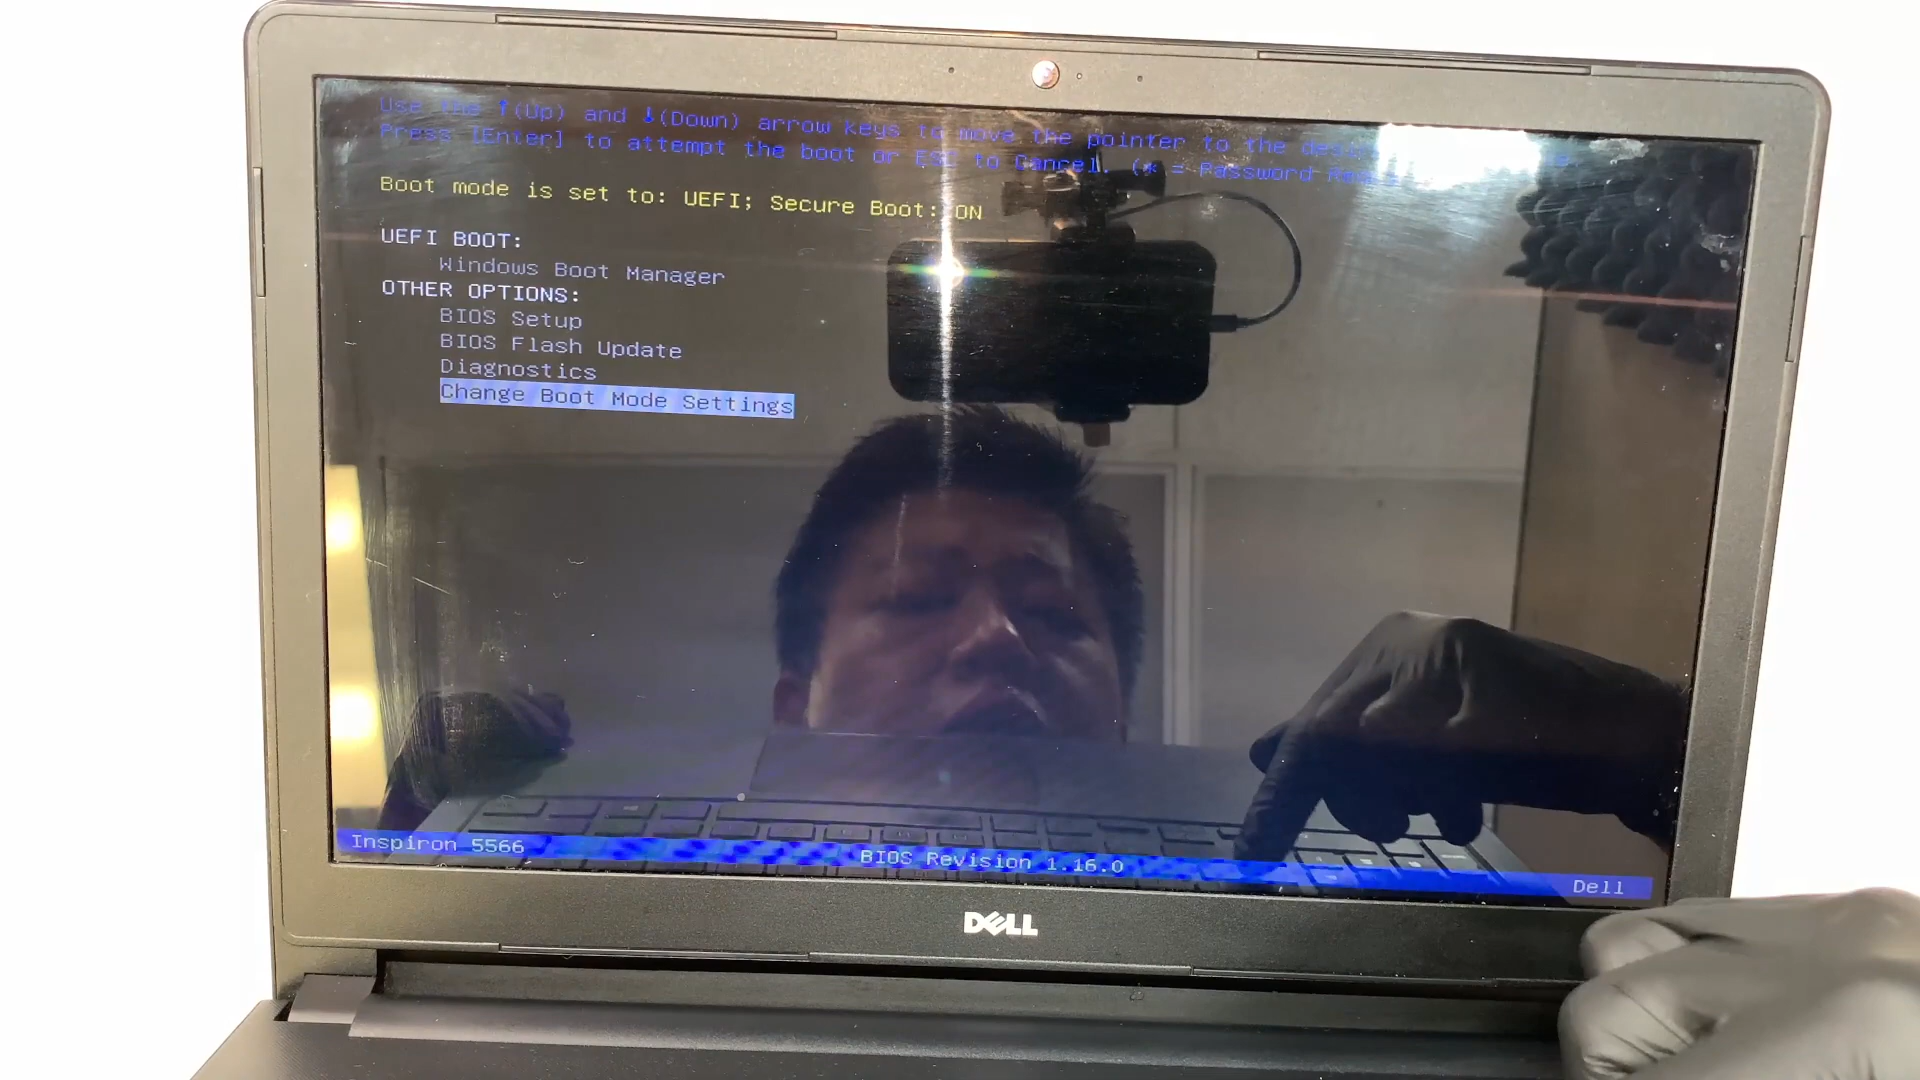 Use the ↑(Up) and ↓(Down) arrow keys to move the pointer to the
Press [Enter] to attempt the boot or ESC to Cancel. (* = Password
Boot mode is set to: UEFI; Secure Boot: ON
UEFI BOOT:
Windows Boot Manager
OTHER OPTIONS:
BIOS Setup
BIOS Flash Update
Diagnostics
Change Boot Mode Settings
Inspiron 5566
BIOS Revision 1.16.0
Dell
DELL